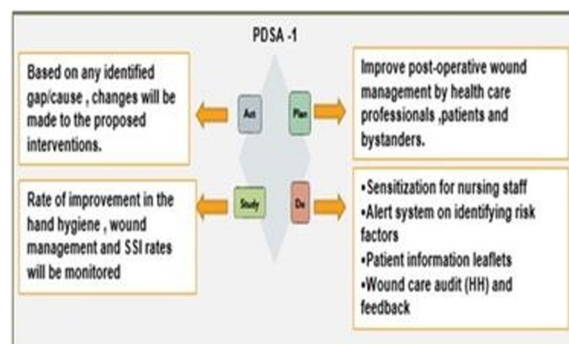 PDSA -1
Based on any identified
gap/cause , changes will be
made to the proposed
interventions.
Act
Plan
Improve post-operative wound
management by health care
professionals ,patients and
bystanders.
Rate of improvement in the
hand hygiene , wound
management and SSI rates
will be monitored
Study
Do
•Sensitization for nursing staff
•Alert system on identifying risk
factors
•Patient information leaflets
•Wound care audit (HH) and
feedback